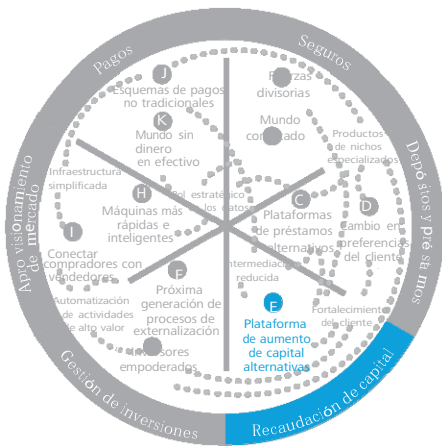 Pagos
Seguros
J
Esquemas de pagos
no tradicionales
K
Mundo sin
dinero
en efectivo
Fuerzas
divisorias
Mundo
conectado
Productos
de nichos
especializados
Infraestructura
simplificada
H
Máquinas más
rápidas e
inteligentes
Rol estratégico
de los datos
C
Plataformas
de préstamos
alternativos
D
Cambio en
preferencias
del cliente
Depósitos y préstamos
Aprovisionamiento
de mercado
I
Conectar
compradores con
vendedores
F
Próxima
generación de
procesos de
externalización
Intermediación
reducida
Automatización
de actividades
de alto valor
E
Plataforma
de aumento
de capital
alternativas
Fortalecimiento
del cliente
Inversores
empoderados
Gestión de inversiones
Recaudación de capital